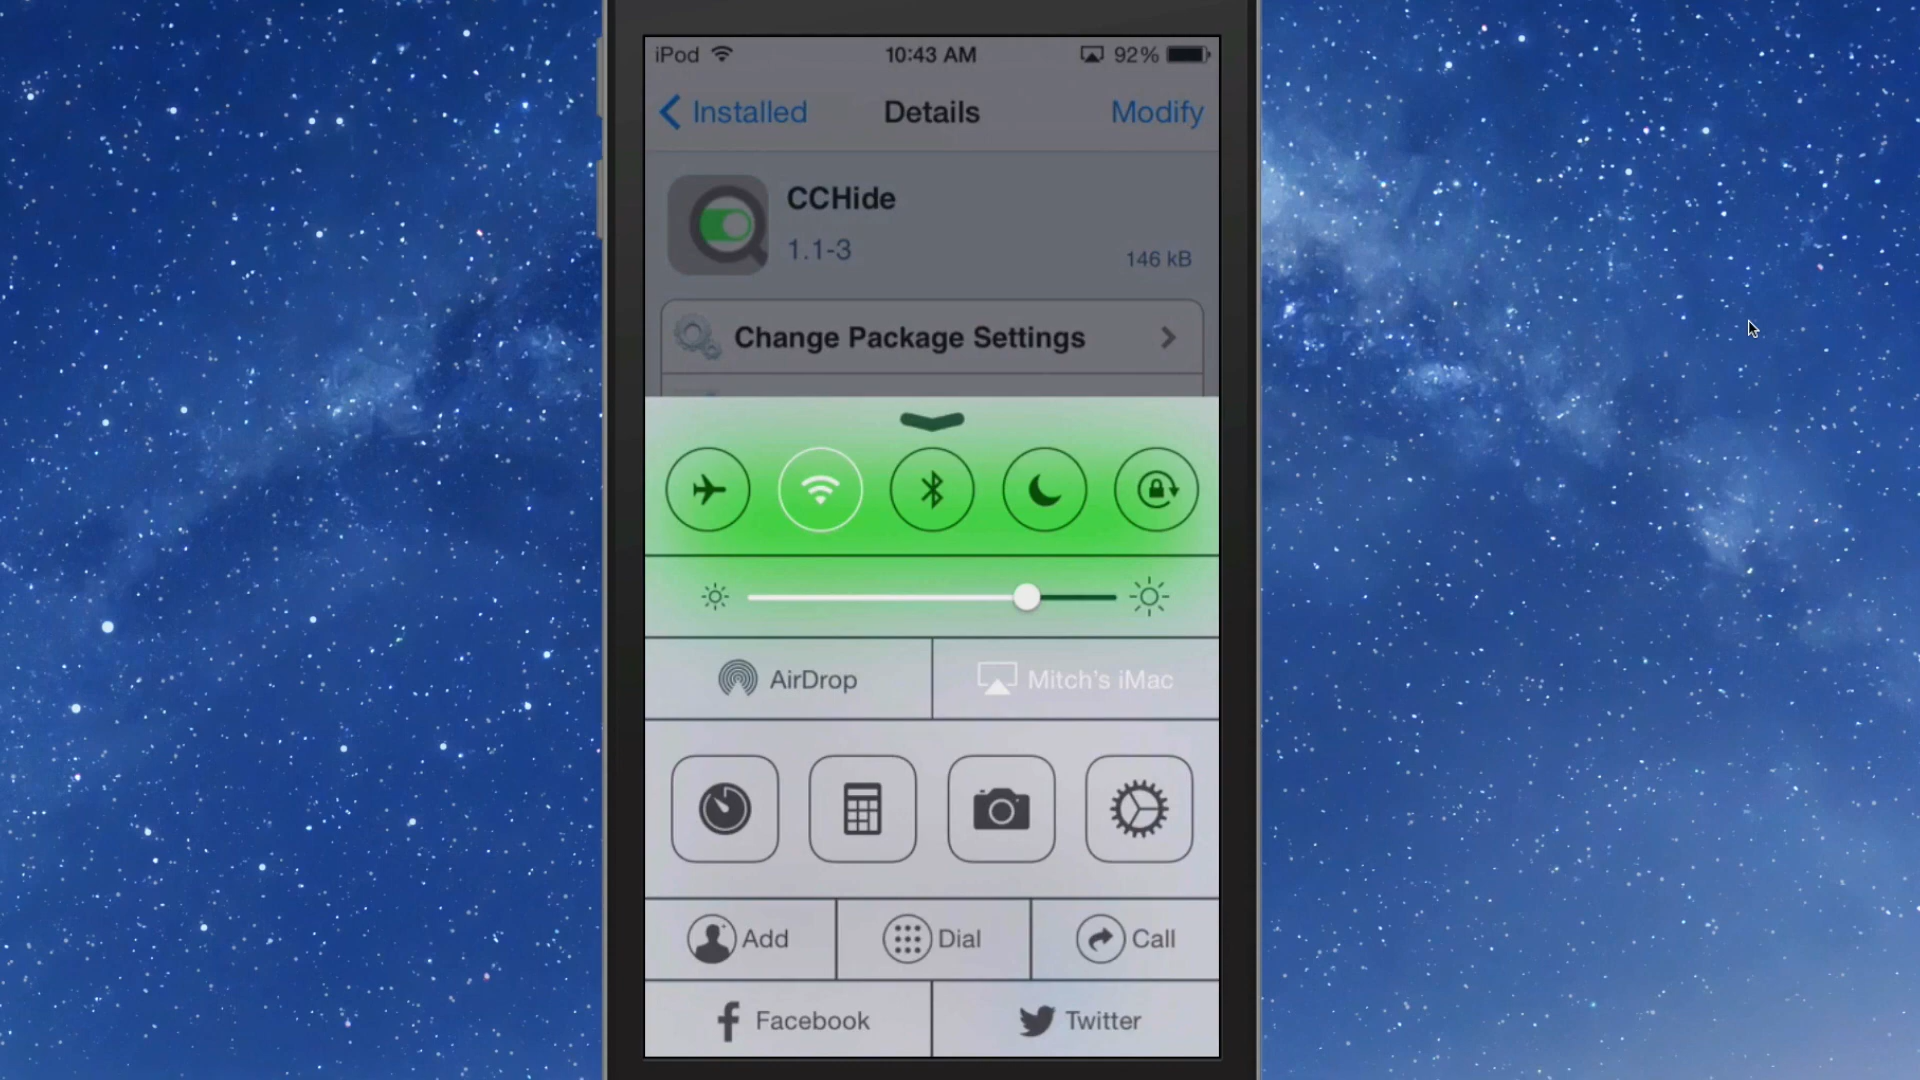 iPod 10:43 AM 92%
Installed Details Modify
CCHide
1.1-3
146 kB
Change Package Settings
AirDrop Mitch's iMac
Add Dial Call
Facebook Twitter